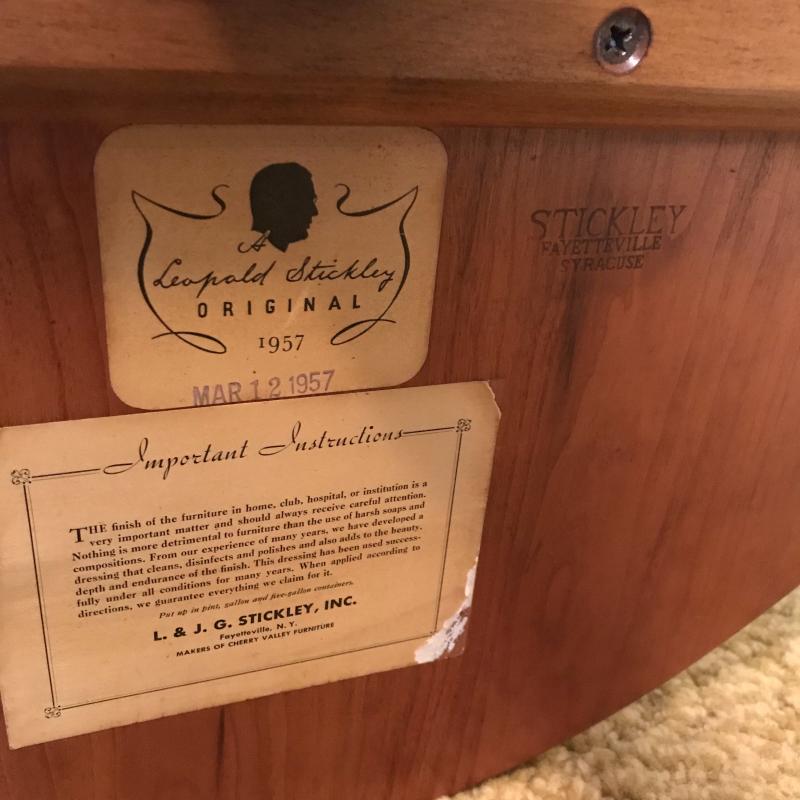 A
Leopold Stickley
ORIGINAL
1957
MAR 12 1957
STICKLEY
FAYETTEVILLE
SYRACUSE
Important Instructions
THE finish of the furniture in home, club, hospital, or institution is a
very important matter and should always receive careful attention.
Nothing is more detrimental to furniture than the use of harsh soaps and
compositions. From our experience of many years, we have developed a
dressing that cleans, disinfects and polishes and also adds to the beauty,
depth and endurance of the finish. This dressing has been used success-
fully under all conditions for many years. When applied according to
directions, we guarantee everything we claim for it.
Put up in pint, gallon and five-gallon containers.
L. & J. G. STICKLEY, INC.
Fayetteville, N. Y.
MAKERS OF CHERRY VALLEY FURNITURE